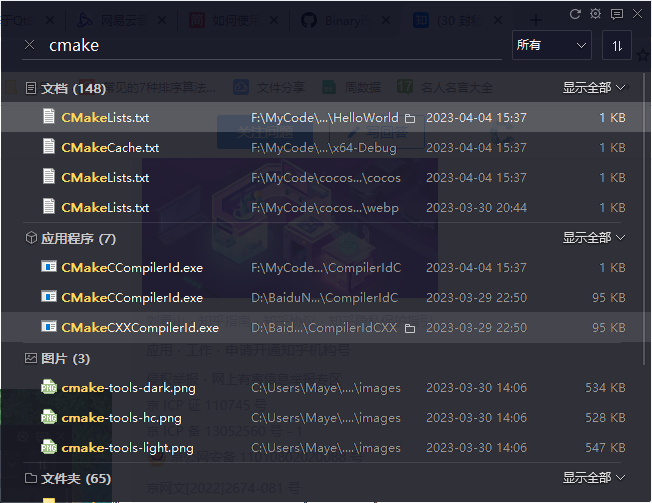 cmake
所有
文档 (148) 显示全部
CMakeLists.txt F:\MyCode\...\HelloWorld 2023-04-04 15:37 1 KB
CMakeCache.txt F:\MyCode\...\x64-Debug 2023-04-04 15:37 1 KB
CMakeLists.txt F:\MyCode\cocos...\cocos 2023-04-04 15:37 1 KB
CMakeLists.txt F:\MyCode\cocos...\webp 2023-03-30 20:44 1 KB
应用程序 (7) 显示全部
CMakeCCompilerId.exe F:\MyCode...\CompilerIdC 2023-04-04 15:37 1 KB
CMakeCCompilerId.exe D:\BaiduN...\CompilerIdC 2023-03-29 22:50 95 KB
CMakeCXXCompilerId.exe D:\Baid...\CompilerIdCXX 2023-03-29 22:50 95 KB
图片 (3)
cmake-tools-dark.png C:\Users\Maye\....\images 2023-03-30 14:06 534 KB
cmake-tools-hc.png C:\Users\Maye\....\images 2023-03-30 14:06 528 KB
cmake-tools-light.png C:\Users\Maye\....\images 2023-03-30 14:06 547 KB
文件夹 (65) 显示全部
京网文[2022]2674-081 号